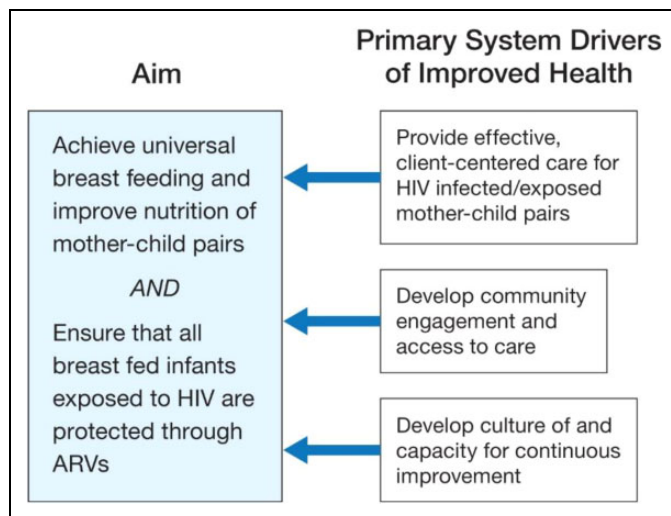 Aim
Primary System Drivers
of Improved Health
Achieve universal
breast feeding and
improve nutrition of
mother-child pairs
AND
Ensure that all
breast fed infants
exposed to HIV are
protected through
ARVs
Provide effective,
client-centered care for
HIV infected/exposed
mother-child pairs
Develop community
engagement and
access to care
Develop culture of and
capacity for continuous
improvement